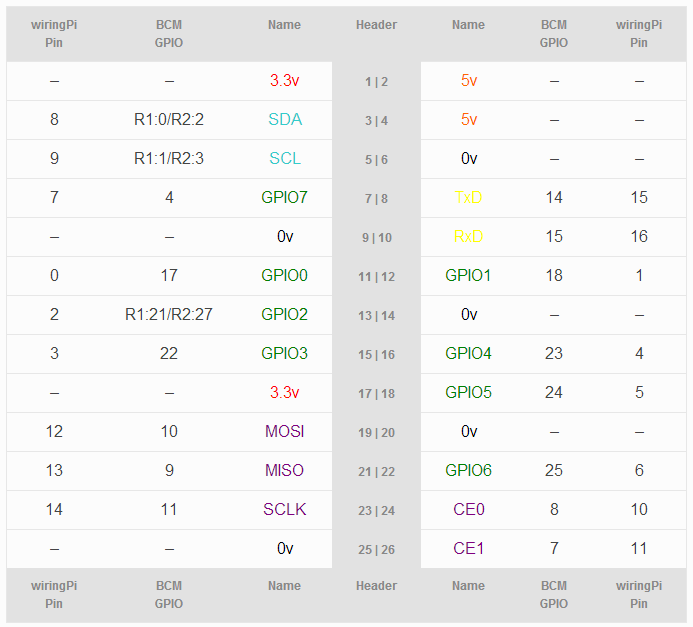 wiringPi Pin BCM GPIO Name Header Name BCM GPIO wiringPi Pin
– – 3.3v 1 | 2 5v – –
8 R1:0/R2:2 SDA 3 | 4 5v – –
9 R1:1/R2:3 SCL 5 | 6 0v – –
7 4 GPIO7 7 | 8 TxD 14 15
– – 0v 9 | 10 RxD 15 16
0 17 GPIO0 11 | 12 GPIO1 18 1
2 R1:21/R2:27 GPIO2 13 | 14 0v – –
3 22 GPIO3 15 | 16 GPIO4 23 4
– – 3.3v 17 | 18 GPIO5 24 5
12 10 MOSI 19 | 20 0v – –
13 9 MISO 21 | 22 GPIO6 25 6
14 11 SCLK 23 | 24 CE0 8 10
– – 0v 25 | 26 CE1 7 11
wiringPi Pin BCM GPIO Name Header Name BCM GPIO wiringPi Pin